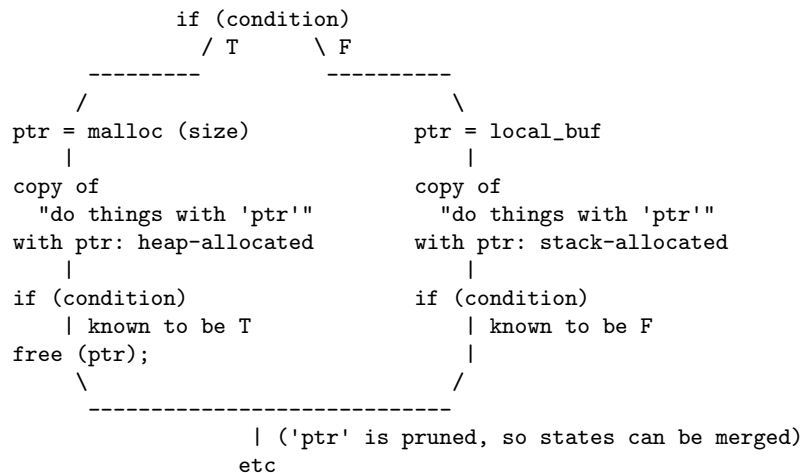 if (condition)
/ T \ F
--------- ----------
/ \
ptr = malloc (size) ptr = local_buf
| |
copy of copy of
"do things with 'ptr'" "do things with 'ptr'"
with ptr: heap-allocated with ptr: stack-allocated
| |
if (condition) if (condition)
| known to be T | known to be F
free (ptr); |
\ /
-----------------------------
| ('ptr' is pruned, so states can be merged)
etc